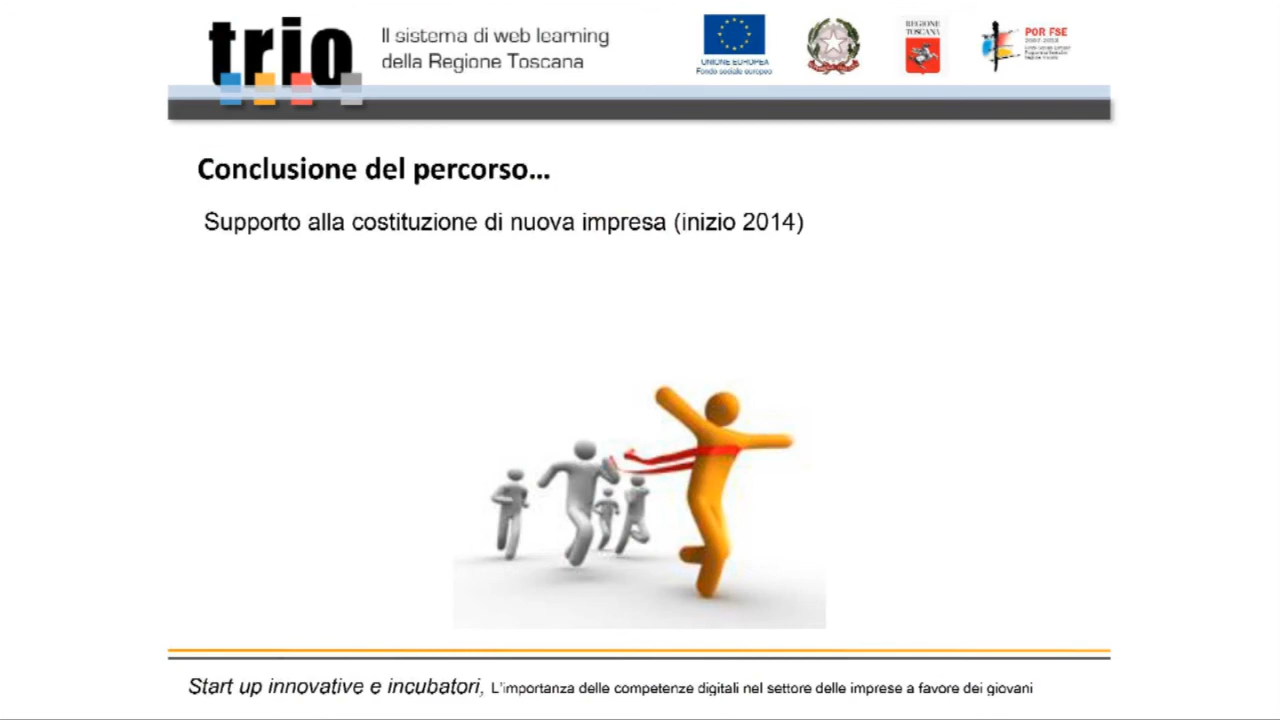 trio
Il sistema di web learning
della Regione Toscana
UNIONE EUROPEA
Fondo sociale europeo
REGIONE
TOSCANA
POR FSE
2007-2013
Conclusione del percorso...
Supporto alla costituzione di nuova impresa (inizio 2014)
Start up innovative e incubatori, L'importanza delle competenze digitali nel settore delle imprese a favore dei giovani